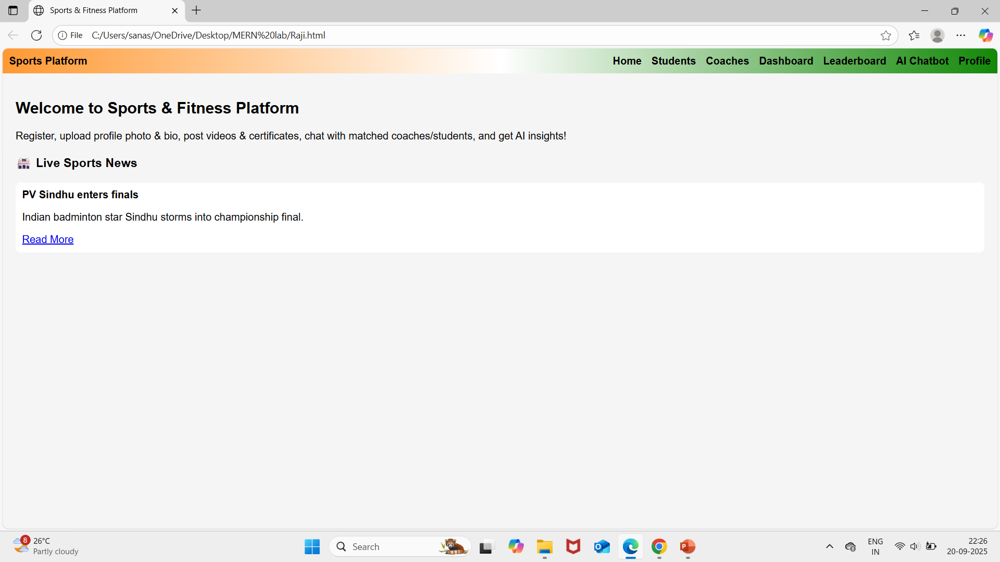 Sports & Fitness Platform
File C:/Users/sanas/OneDrive/Desktop/MERN%20lab/Raji.html
Sports Platform Home Students Coaches Dashboard Leaderboard AI Chatbot Profile
Welcome to Sports & Fitness Platform
Register, upload profile photo & bio, post videos & certificates, chat with matched coaches/students, and get AI insights!
Live Sports News
PV Sindhu enters finals
Indian badminton star Sindhu storms into championship final.
Read More
8 26°C
Partly cloudy
Search
ENG
IN
22:26
20-09-2025